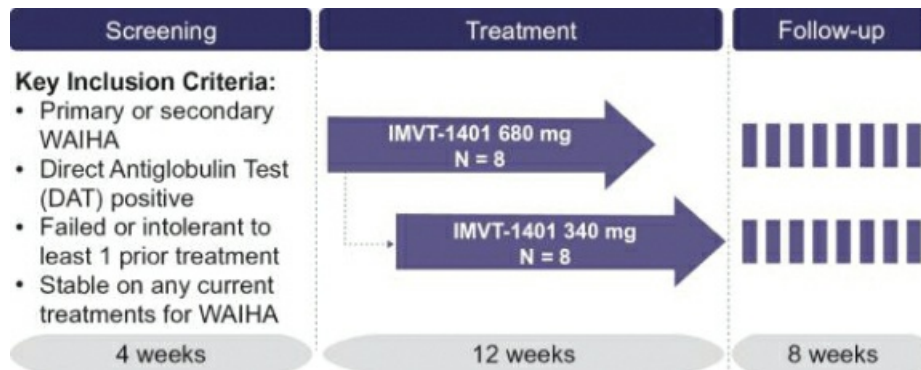 Screening
Treatment
Follow-up
Key Inclusion Criteria:
• Primary or secondary
WAIHA
• Direct Antiglobulin Test
(DAT) positive
• Failed or intolerant to
least 1 prior treatment
• Stable on any current
treatments for WAIHA
IMVT-1401 680 mg
N = 8
IMVT-1401 340 mg
N = 8
4 weeks
12 weeks
8 weeks